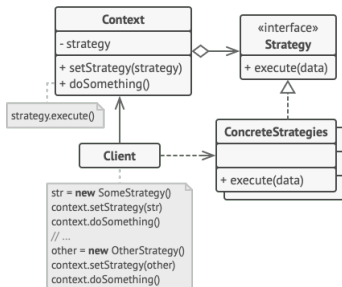 Context
- strategy
+ setStrategy(strategy)
+ doSomething()
«interface»
Strategy
+ execute(data)
strategy.execute()
Client
ConcreteStrategies
+ execute(data)
str = new SomeStrategy()
context.setStrategy(str)
context.doSomething()
// ...
other = new OtherStrategy()
context.setStrategy(other)
context.doSomething()